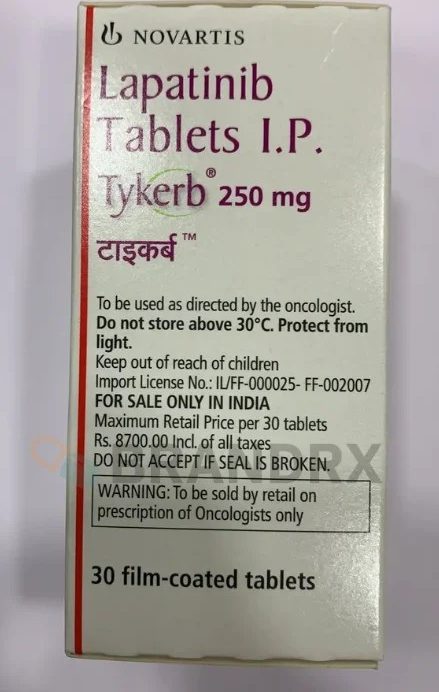 NOVARTIS
Lapatinib
Tablets I.P.
Tykerb® 250 mg
टाइकर्ब ™
To be used as directed by the oncologist.
Do not store above 30°C. Protect from
light.
Keep out of reach of children
Import License No.: IL/FF-000025- FF-002007
FOR SALE ONLY IN INDIA
Maximum Retail Price per 30 tablets
Rs. 8700.00 Incl. of all taxes
DO NOT ACCEPT IF SEAL IS BROKEN.
BRANDRX
WARNING: To be sold by retail on
prescription of Oncologists only
30 film-coated tablets